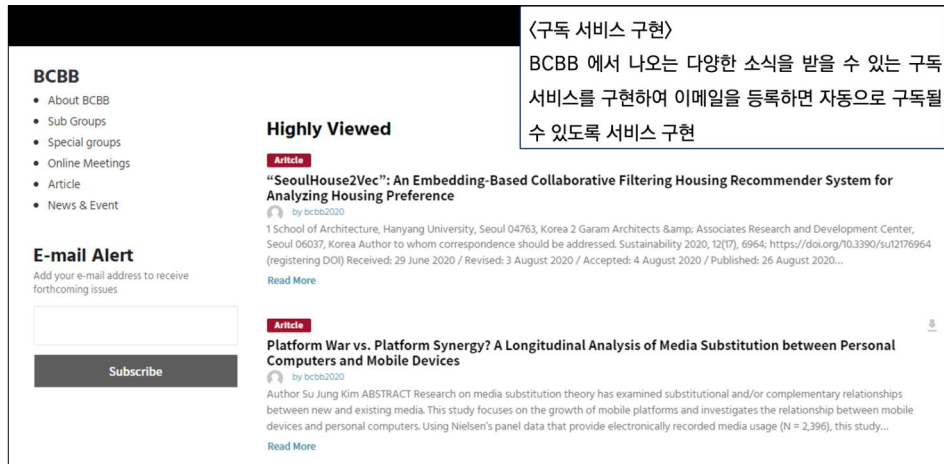 〈구독 서비스 구현〉
BCBB 에서 나오는 다양한 소식을 받을 수 있는 구독
서비스를 구현하여 이메일을 등록하면 자동으로 구독될
수 있도록 서비스 구현
BCBB
• About BCBB
• Sub Groups
• Special groups
• Online Meetings
• Article
• News & Event
E-mail Alert
Add your e-mail address to receive
forthcoming issues
Subscribe
Highly Viewed
Aritcle
“SeoulHouse2Vec”: An Embedding-Based Collaborative Filtering Housing Recommender System for
Analyzing Housing Preference
by bcbb2020
1 School of Architecture, Hanyang University, Seoul 04763, Korea 2 Garam Architects &amp; Associates Research and Development Center,
Seoul 06037, Korea Author to whom correspondence should be addressed. Sustainability 2020, 12(17), 6964; https://doi.org/10.3390/su12176964
(registering DOI) Received: 29 June 2020 / Revised: 3 August 2020 / Accepted: 4 August 2020 / Published: 26 August 2020...
Read More
Aritcle
Platform War vs. Platform Synergy? A Longitudinal Analysis of Media Substitution between Personal
Computers and Mobile Devices
by bcbb2020
Author Su Jung Kim ABSTRACT Research on media substitution theory has examined substitutional and/or complementary relationships
between new and existing media. This study focuses on the growth of mobile platforms and investigates the relationship between mobile
devices and personal computers. Using Nielsen’s panel data that provide electronically recorded media usage (N = 2,396), this study...
Read More